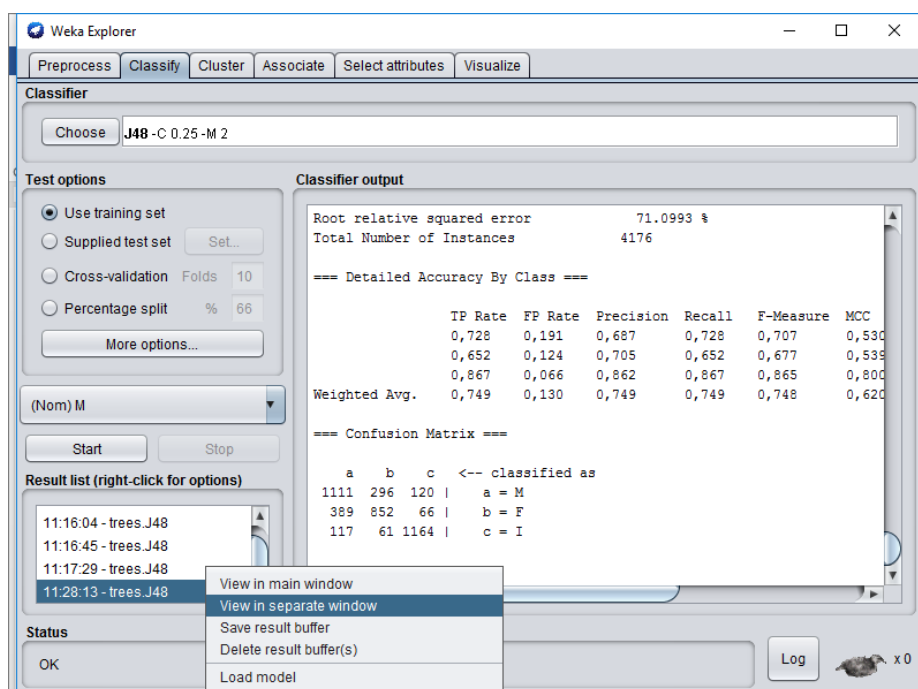 Weka Explorer
Preprocess Classify Cluster Associate Select attributes Visualize
Classifier
Choose J48 -C 0.25 -M 2
Test options
Use training set
Supplied test set Set...
Cross-validation Folds 10
Percentage split % 66
More options...
(Nom) M
Start Stop
Result list (right-click for options)
11:16:04 - trees.J48
11:16:45 - trees.J48
11:17:29 - trees.J48
11:28:13 - trees.J48
Classifier output
Root relative squared error 71.0993 %
Total Number of Instances 4176
=== Detailed Accuracy By Class ===
TP Rate FP Rate Precision Recall F-Measure MCC
0,728 0,191 0,687 0,728 0,707 0,530
0,652 0,124 0,705 0,652 0,677 0,539
0,867 0,066 0,862 0,867 0,865 0,800
Weighted Avg. 0,749 0,130 0,749 0,749 0,748 0,620
=== Confusion Matrix ===
a b c <-- classified as
1111 296 120 | a = M
389 852 66 | b = F
117 61 1164 | c = I
View in main window
View in separate window
Save result buffer
Delete result buffer(s)
Load model
Status
OK
Log
x 0